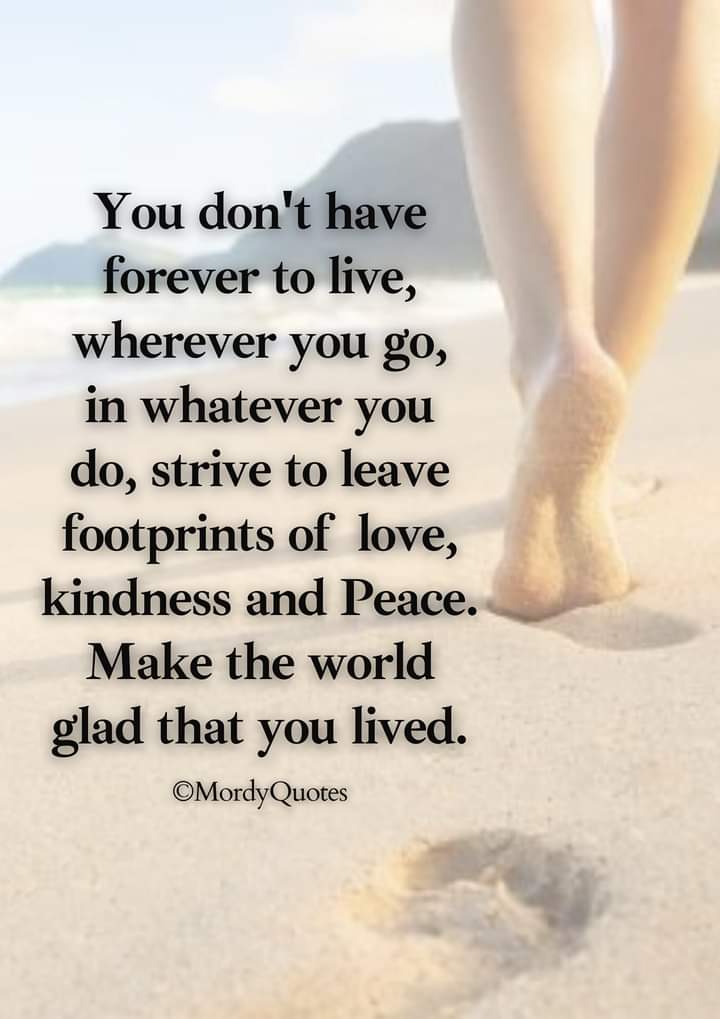 You don't have
forever to live,
wherever you go,
in whatever you
do, strive to leave
footprints of love,
kindness and Peace.
Make the world
glad that you lived.
©MordyQuotes